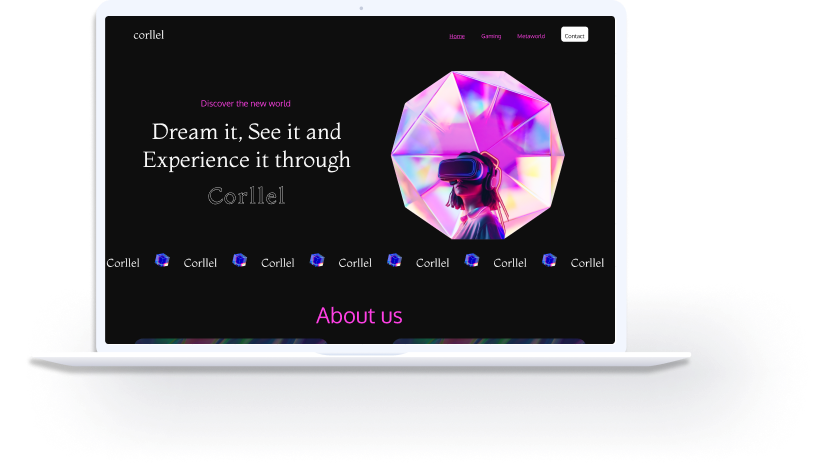 corllel
Home Gaming Metaworld Contact
Discover the new world
Dream it, See it and
Experience it through
Corllel
Corllel Corllel Corllel Corllel Corllel Corllel Corllel
About us